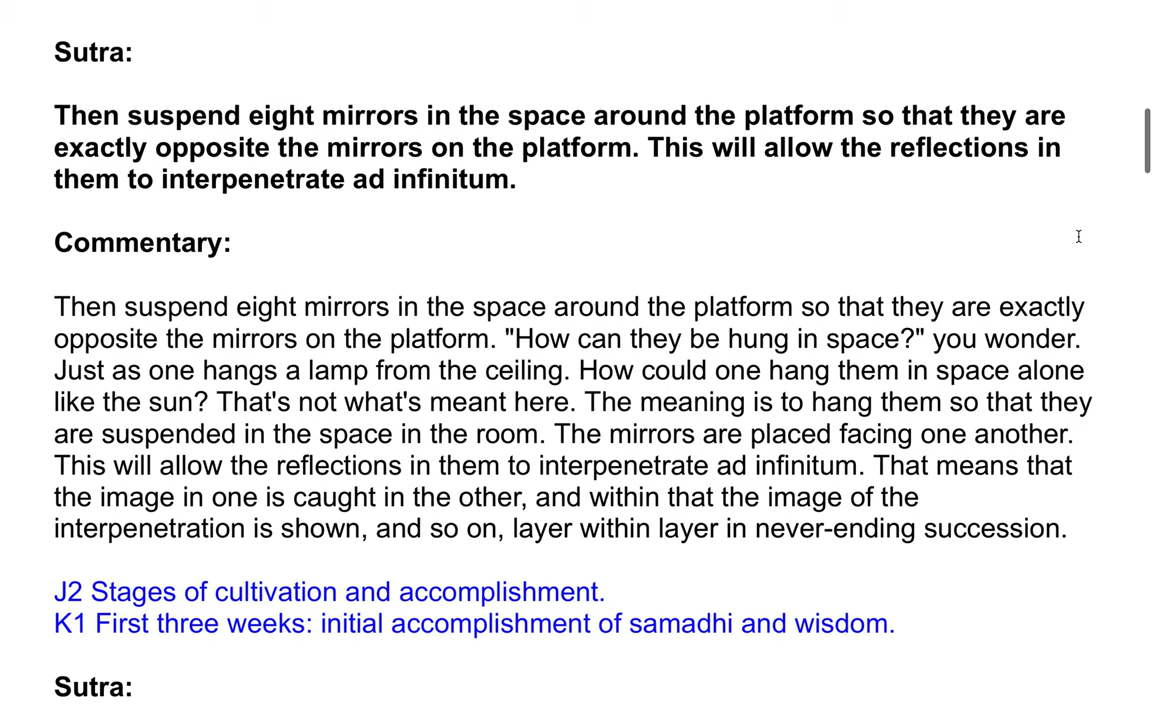 Sutra:
Then suspend eight mirrors in the space around the platform so that they are
exactly opposite the mirrors on the platform. This will allow the reflections in
them to interpenetrate ad infinitum.
Commentary:
Then suspend eight mirrors in the space around the platform so that they are exactly
opposite the mirrors on the platform. "How can they be hung in space?" you wonder.
Just as one hangs a lamp from the ceiling. How could one hang them in space alone
like the sun? That's not what's meant here. The meaning is to hang them so that they
are suspended in the space in the room. The mirrors are placed facing one another.
This will allow the reflections in them to interpenetrate ad infinitum. That means that
the image in one is caught in the other, and within that the image of the
interpenetration is shown, and so on, layer within layer in never-ending succession.
J2 Stages of cultivation and accomplishment.
K1 First three weeks: initial accomplishment of samadhi and wisdom.
Sutra: